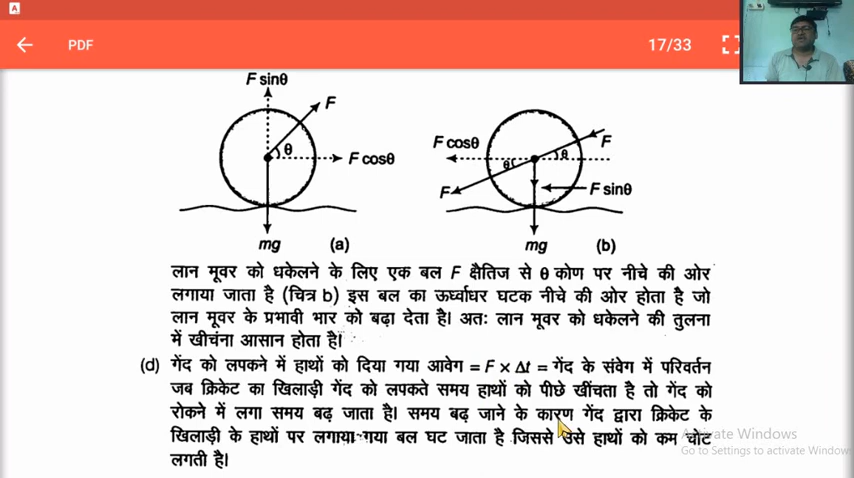 A
PDF
17/33
F sinθ
F
θ
F cosθ
mg
(a)
F cosθ
F
θ
θ
F
F sinθ
mg
(b)
लान मूवर को धकेलने के लिए एक बल F क्षैतिज से θ कोण पर नीचे की ओर
लगाया जाता है (चित्र b) इस बल का ऊर्ध्वाधर घटक नीचे की ओर होता है जो
लान मूवर के प्रभावी भार को बढ़ा देता है। अतः लान मूवर को धकेलने की तुलना
में खीचंना आसान होता है।
(d) गेंद को लपकने में हाथों को दिया गया आवेग = F × Δt = गेंद के संवेग में परिवर्तन
जब क्रिकेट का खिलाड़ी गेंद को लपकते समय हाथों को पीछे खींचता है तो गेंद को
रोकने में लगा समय बढ़ जाता है। समय बढ़ जाने के कारण गेंद द्वारा क्रिकेट के
खिलाड़ी के हाथों पर लगाया गया बल घट जाता है जिससे उसे हाथों को कम चोट
लगती है।
Activate Windows
Go to Settings to activate Windows